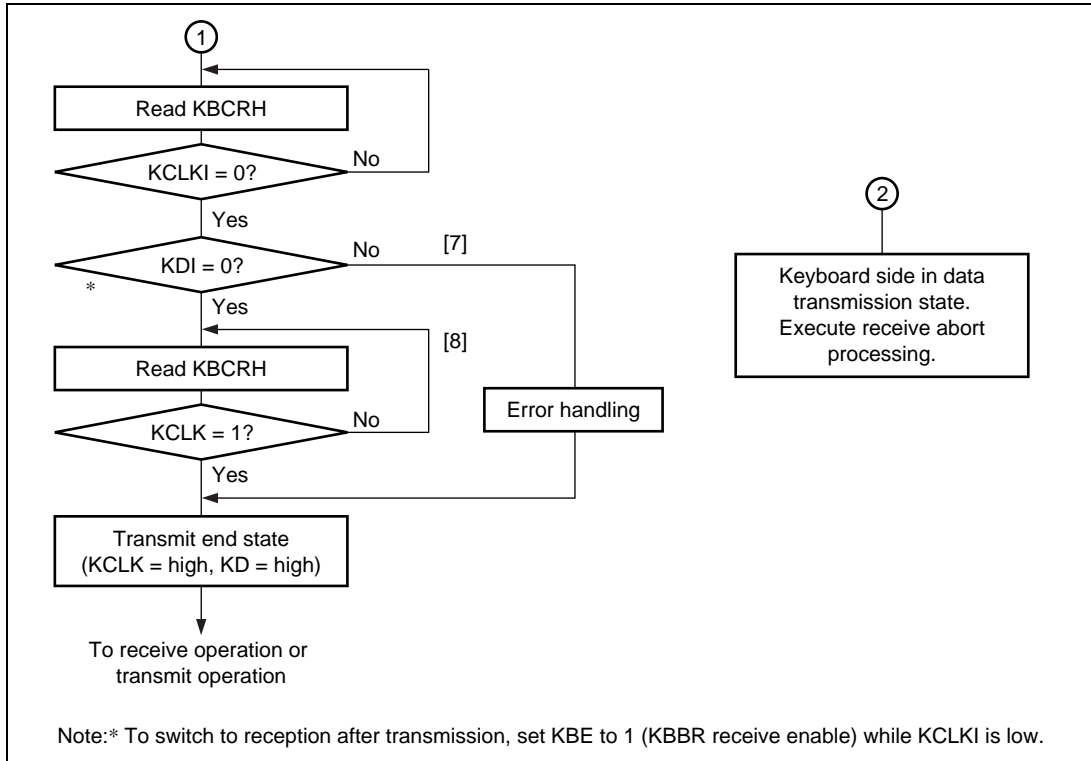 1
Read KBCRH
KCLKI = 0?
No
Yes
KDI = 0?
No
[7]
*
Yes
Read KBCRH
[8]
KCLK = 1?
No
Error handling
Yes
Transmit end state
(KCLK = high, KD = high)
To receive operation or
transmit operation
2
Keyboard side in data
transmission state.
Execute receive abort
processing.
Note:* To switch to reception after transmission, set KBE to 1 (KBBR receive enable) while KCLKI is low.